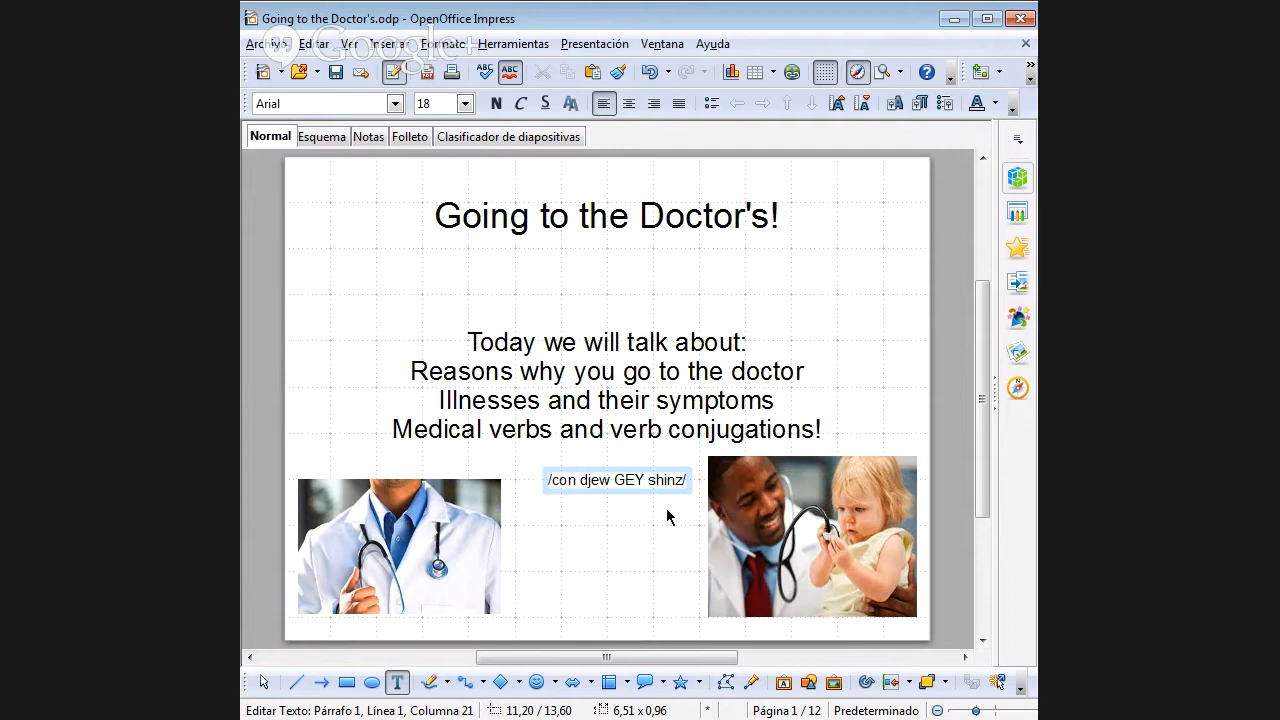 Going to the Doctor's.odp - OpenOffice Impress
Google+
Archivo Editar Ver Insertar Formato Herramientas Presentación Ventana Ayuda
Arial 18 N C S
Normal Esquema Notas Folleto Clasificador de diapositivas
Going to the Doctor's!
Today we will talk about:
Reasons why you go to the doctor
Illnesses and their symptoms
Medical verbs and verb conjugations!
/con djew GEY shinz/
Editar Texto: Párrafo 1, Línea 1, Columna 21 11,20 / 13,60 6,51 x 0,96 * Página 1 / 12 Predeterminado